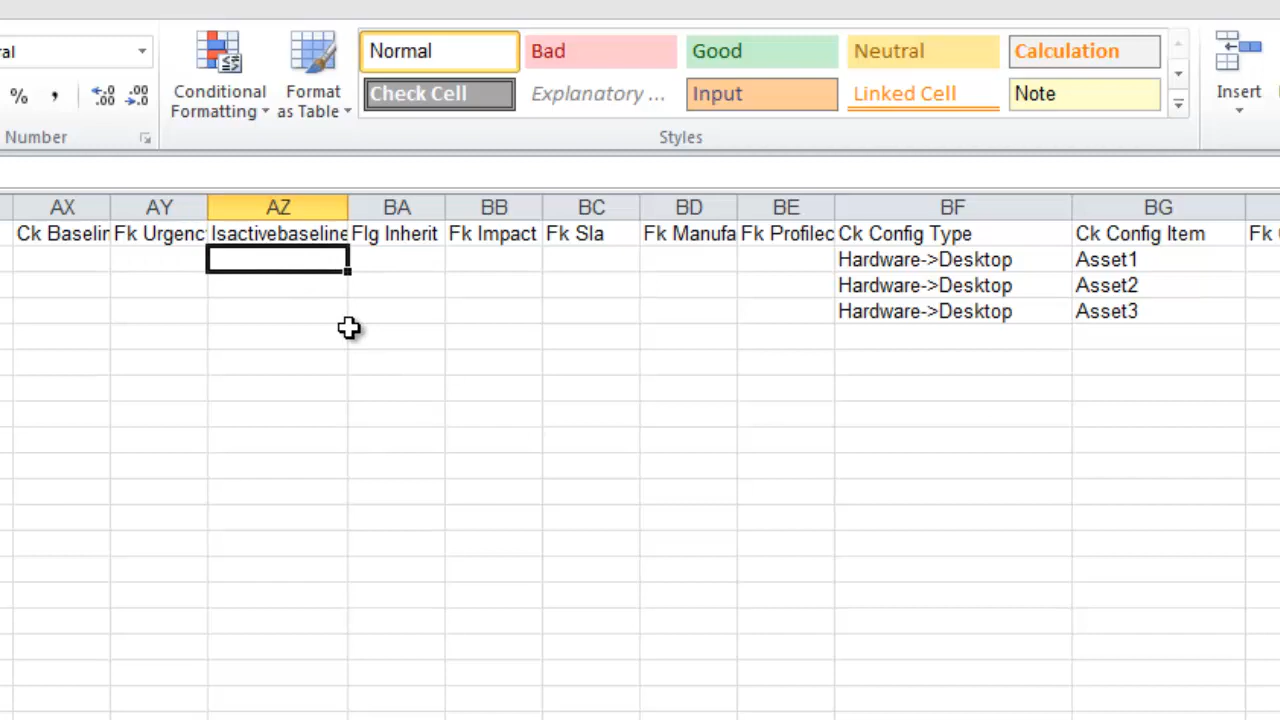 al
Conditional Formatting
Format as Table
Normal Bad Good Neutral Calculation
Check Cell Explanatory ... Input Linked Cell Note
Insert
% , .00 .00
Number Styles
AX AY AZ BA BB BC BD BE BF BG
Ck Baselin Fk Urgenc Isactivebaseline Flg Inherit Fk Impact Fk Sla Fk Manufa Fk Profilec Ck Config Type Ck Config Item Fk
Hardware->Desktop Asset1
Hardware->Desktop Asset2
Hardware->Desktop Asset3